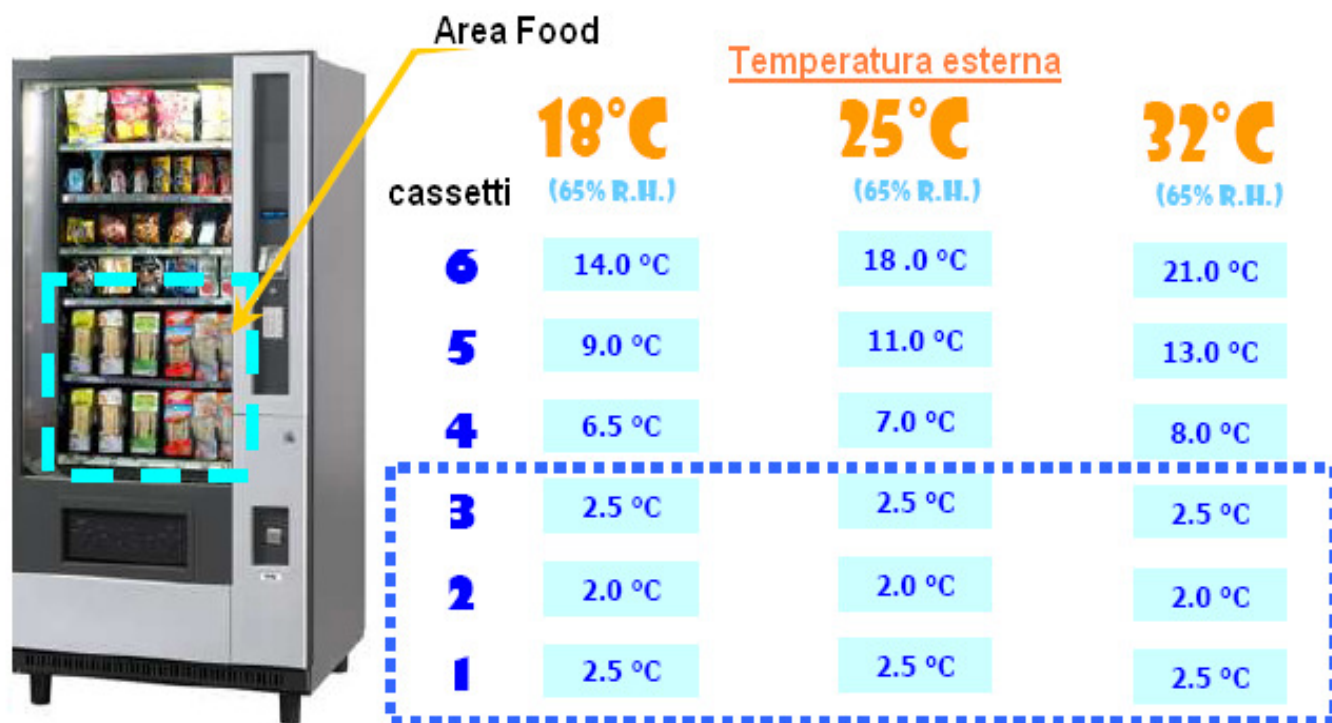 Area Food
Temperatura esterna
18°C 25°C 32°C
cassetti (65% R.H.) (65% R.H.) (65% R.H.)
6 14.0 °C 18 .0 °C 21.0 °C
5 9.0 °C 11.0 °C 13.0 °C
4 6.5 °C 7.0 °C 8.0 °C
3 2.5 °C 2.5 °C 2.5 °C
2 2.0 °C 2.0 °C 2.0 °C
1 2.5 °C 2.5 °C 2.5 °C